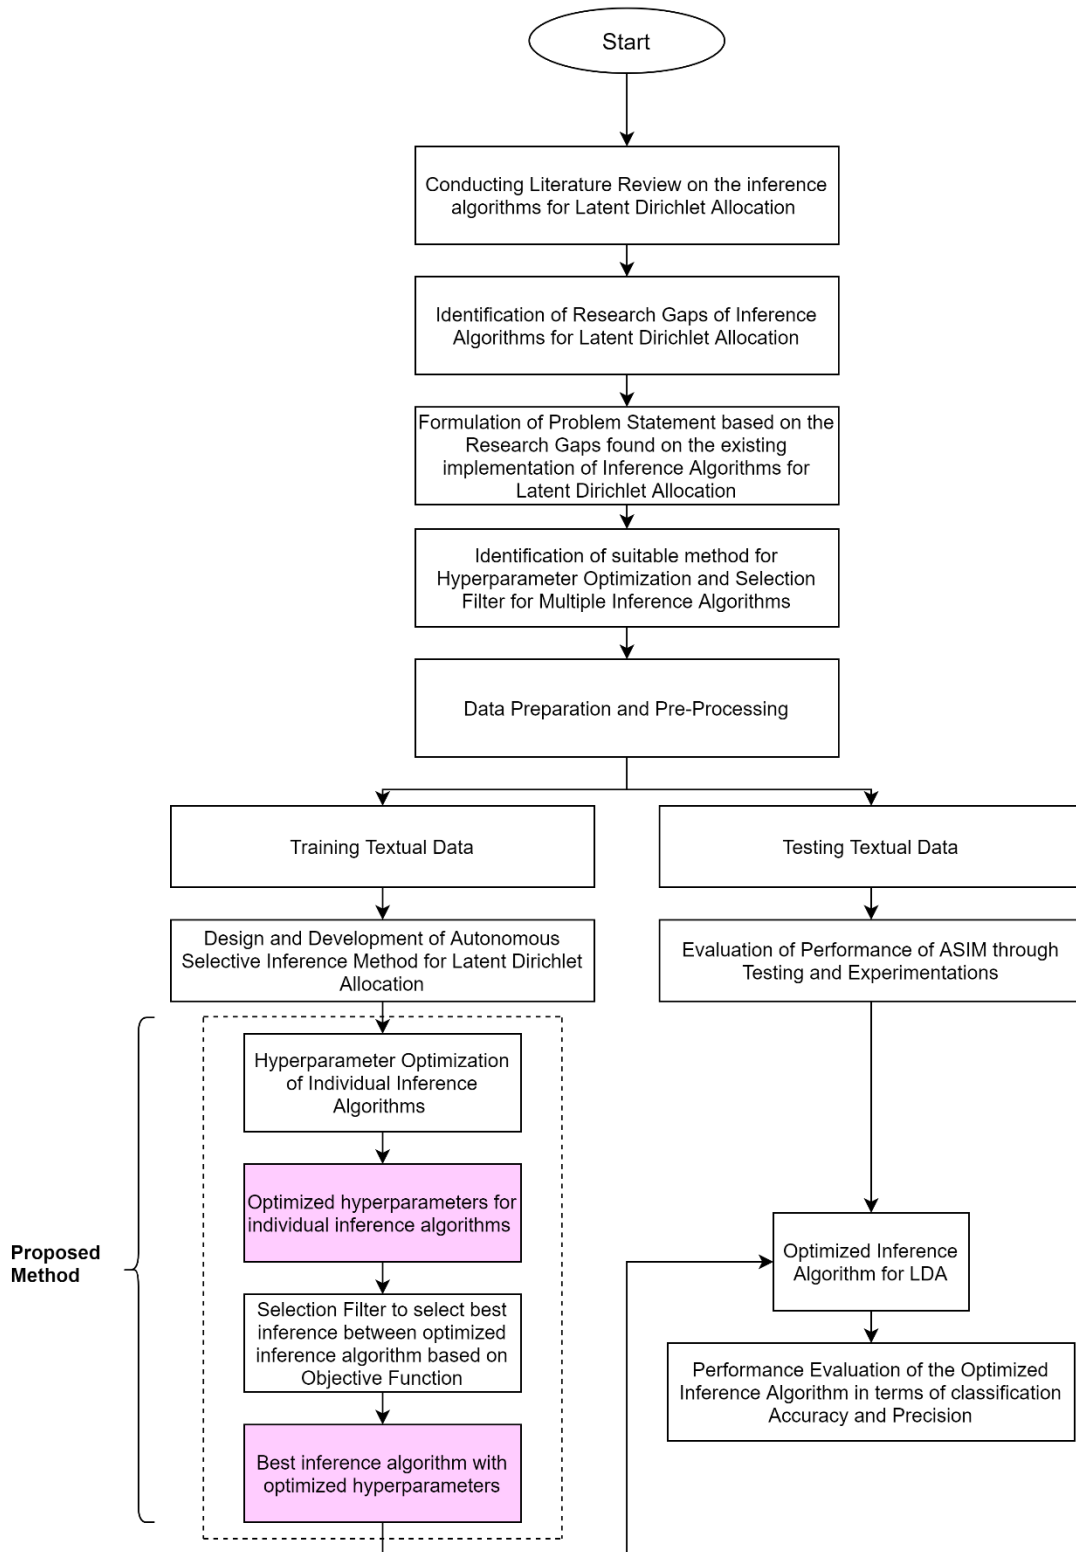 Start
Conducting Literature Review on the inference
algorithms for Latent Dirichlet Allocation
Identification of Research Gaps of Inference
Algorithms for Latent Dirichlet Allocation
Formulation of Problem Statement based on the
Research Gaps found on the existing
implementation of Inference Algorithms for
Latent Dirichlet Allocation
Identification of suitable method for
Hyperparameter Optimization and Selection
Filter for Multiple Inference Algorithms
Data Preparation and Pre-Processing
Training Textual Data
Testing Textual Data
Design and Development of Autonomous
Selective Inference Method for Latent Dirichlet
Allocation
Evaluation of Performance of ASIM through
Testing and Experimentations
Proposed
Method
Hyperparameter Optimization
of Individual Inference
Algorithms
Optimized hyperparameters for
individual inference algorithms
Selection Filter to select best
inference between optimized
inference algorithm based on
Objective Function
Best inference algorithm with
optimized hyperparameters
Optimized Inference
Algorithm for LDA
Performance Evaluation of the Optimized
Inference Algorithm in terms of classification
Accuracy and Precision